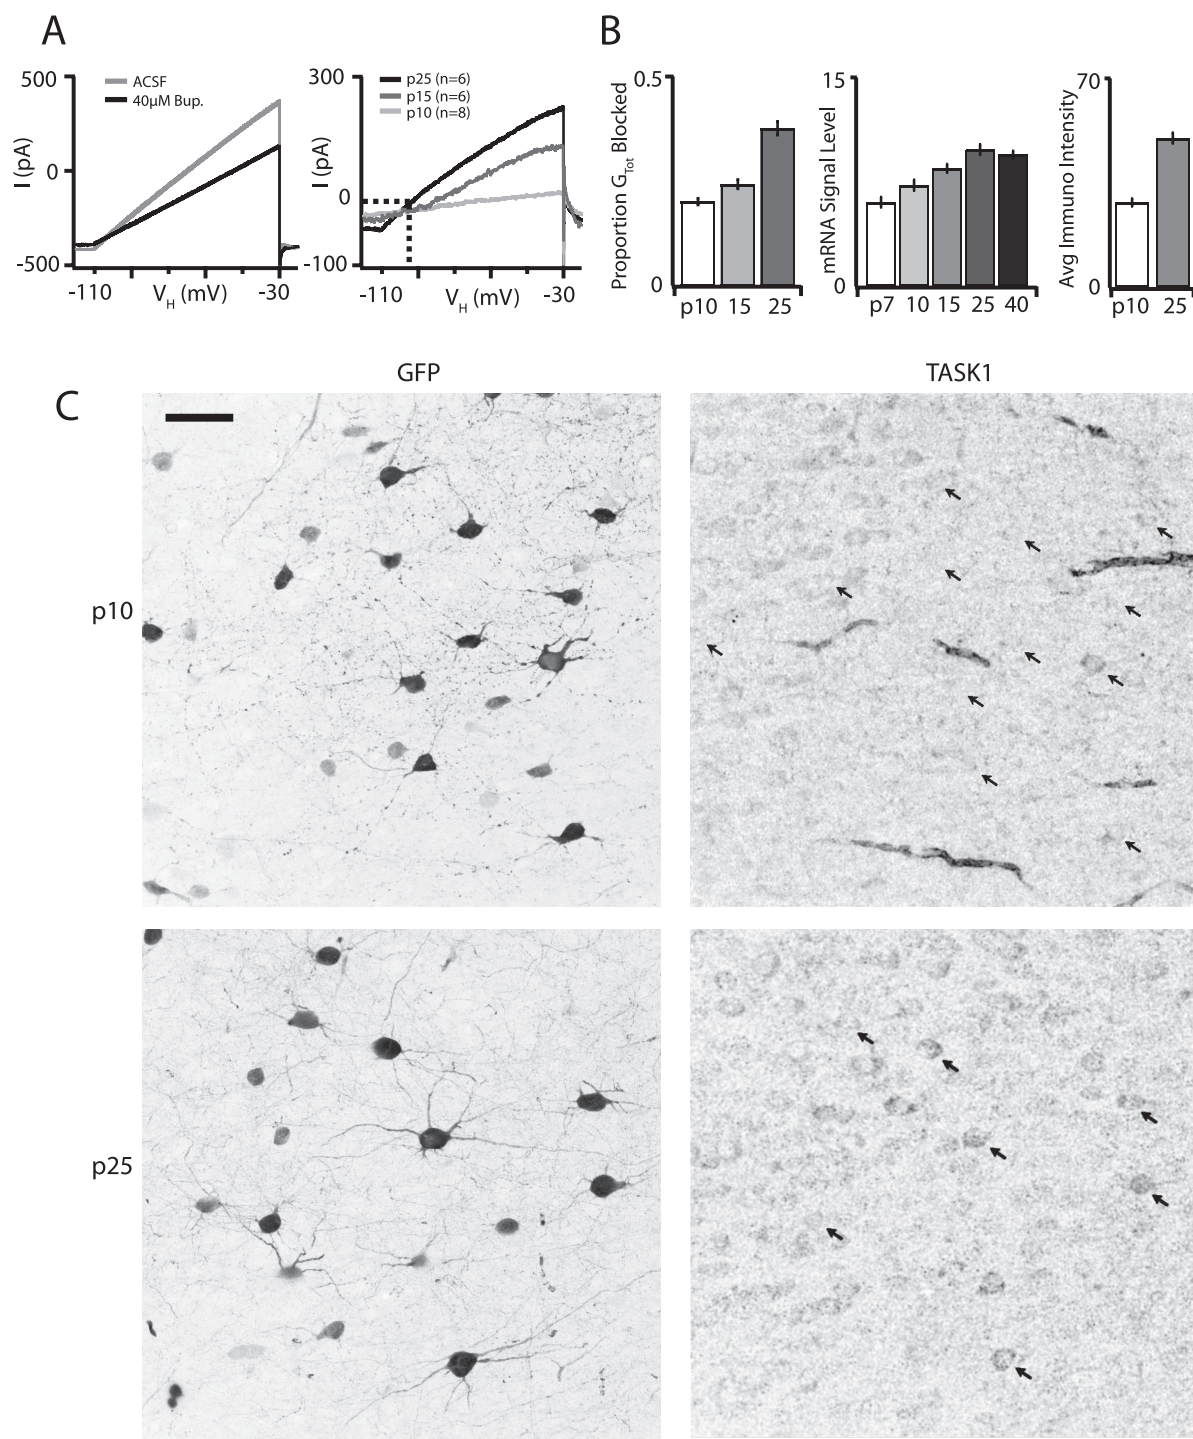 A
500
0
-500
I (pA)
ACSF
40μM Bup.
-110
V_H (mV)
-30
300
0
-100
I (pA)
p25 (n=6)
p15 (n=6)
p10 (n=8)
-110
V_H (mV)
-30
B
0.5
0
Proportion G_Tot Blocked
p10 15 25
15
0
mRNA Signal Level
p7 10 15 25 40
70
0
Avg Immuno Intensity
p10 25
C
GFP
TASK1
p10
p25